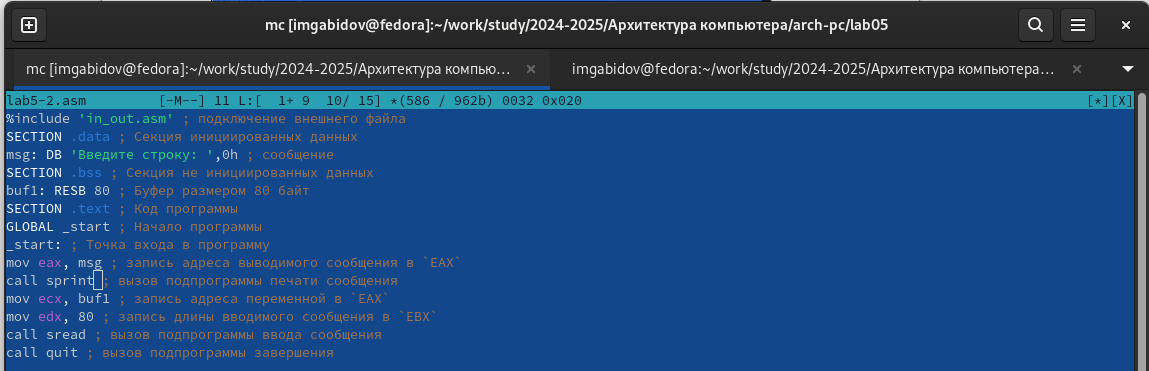 mc [imgabidov@fedora]:~/work/study/2024-2025/Архитектура компьютера/arch-pc/lab05
mc [imgabidov@fedora]:~/work/study/2024-2025/Архитектура компью... × imgabidov@fedora:~/work/study/2024-2025/Архитектура компьютера... ×
lab5-2.asm [-M--] 11 L:[ 1+ 9 10/ 15] *(586 / 962b) 0032 0x020 [*][X]
%include 'in_out.asm' ; подключение внешнего файла
SECTION .data ; Секция инициированных данных
msg: DB 'Введите строку: ',0h ; сообщение
SECTION .bss ; Секция не инициированных данных
buf1: RESB 80 ; Буфер размером 80 байт
SECTION .text ; Код программы
GLOBAL _start ; Начало программы
_start: ; Точка входа в программу
mov eax, msg ; запись адреса выводимого сообщения в `EAX`
call sprint ; вызов подпрограммы печати сообщения
mov ecx, buf1 ; запись адреса переменной в `EAX`
mov edx, 80 ; запись длины вводимого сообщения в `EBX`
call sread ; вызов подпрограммы ввода сообщения
call quit ; вызов подпрограммы завершения